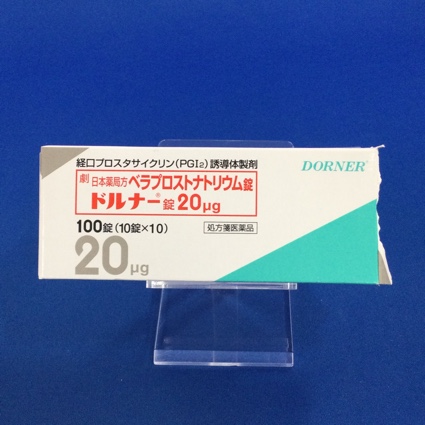 経口プロスタサイクリン(PGI₂)誘導体製剤
DORNER®
劇 日本薬局方 ベラプロストナトリウム錠
ドルナー®錠20μg
100錠(10錠×10)
処方箋医薬品
20μg